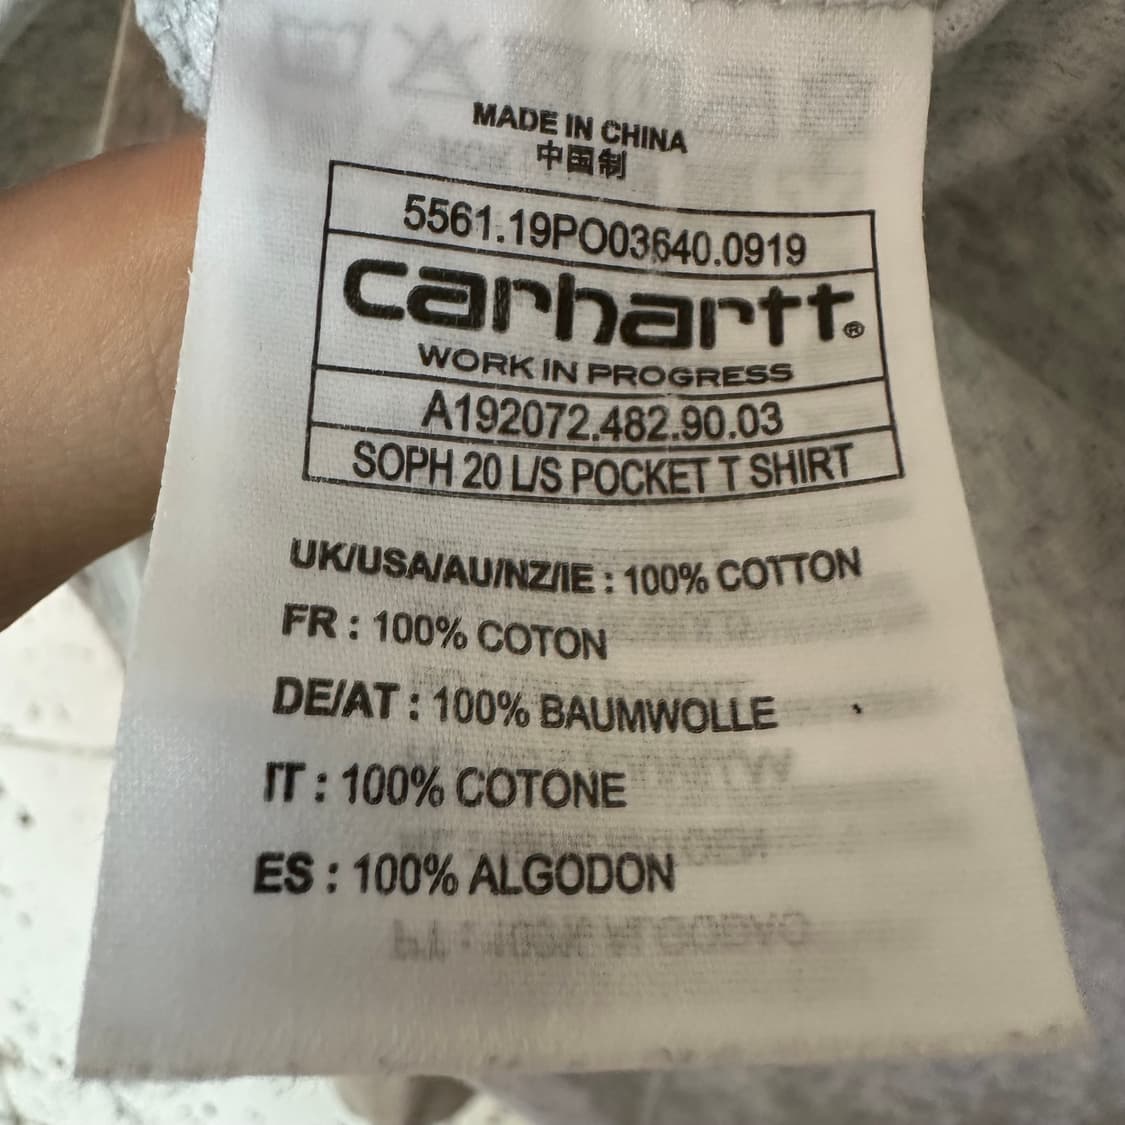 MADE IN CHINA
中国制
5561.19PO03640.0919
carhartt®
WORK IN PROGRESS
A192072.482.90.03
SOPH 20 L/S POCKET T SHIRT
UK/USA/AU/NZ/IE : 100% COTTON
FR : 100% COTON
DE/AT : 100% BAUMWOLLE
IT : 100% COTONE
ES : 100% ALGODON